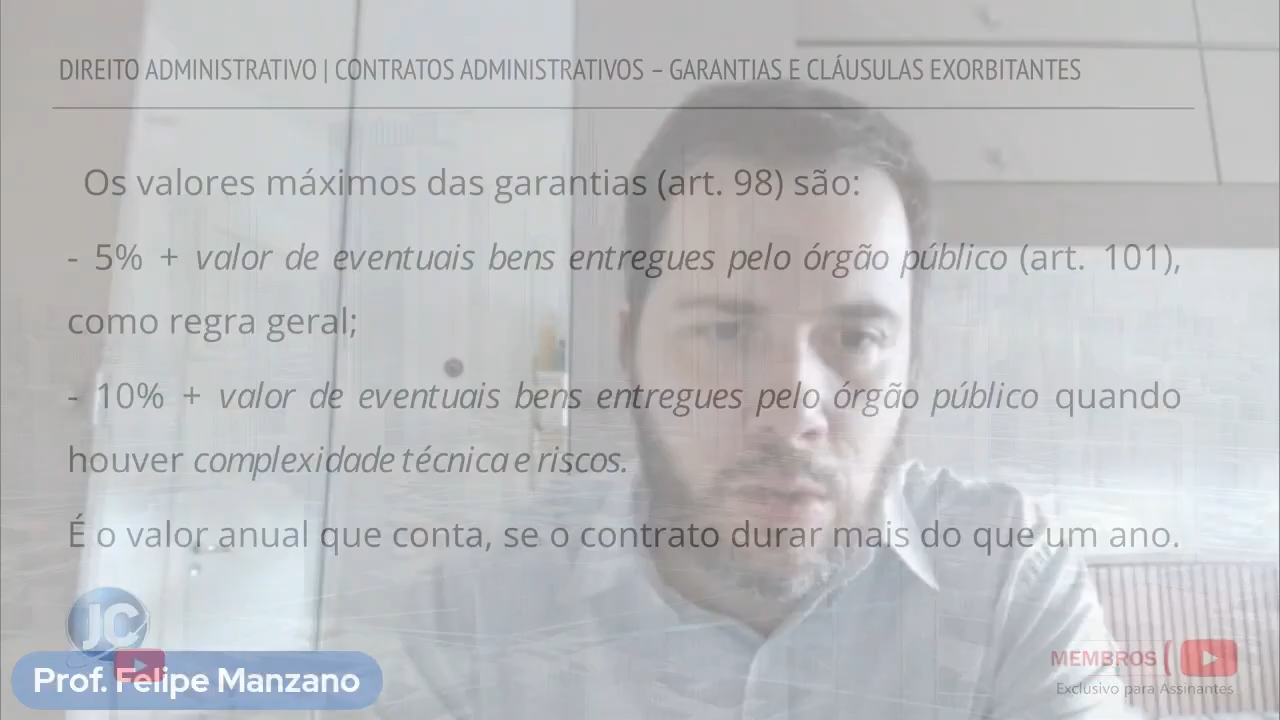 DIREITO ADMINISTRATIVO | CONTRATOS ADMINISTRATIVOS – GARANTIAS E CLÁUSULAS EXORBITANTES
Os valores máximos das garantias (art. 98) são:
- 5% + valor de eventuais bens entregues pelo órgão público (art. 101),
como regra geral;
- 10% + valor de eventuais bens entregues pelo órgão público quando
houver complexidade técnica e riscos.
É o valor anual que conta, se o contrato durar mais do que um ano.
JC
Prof. Felipe Manzano
MEMBROS
Exclusivo para Assinantes